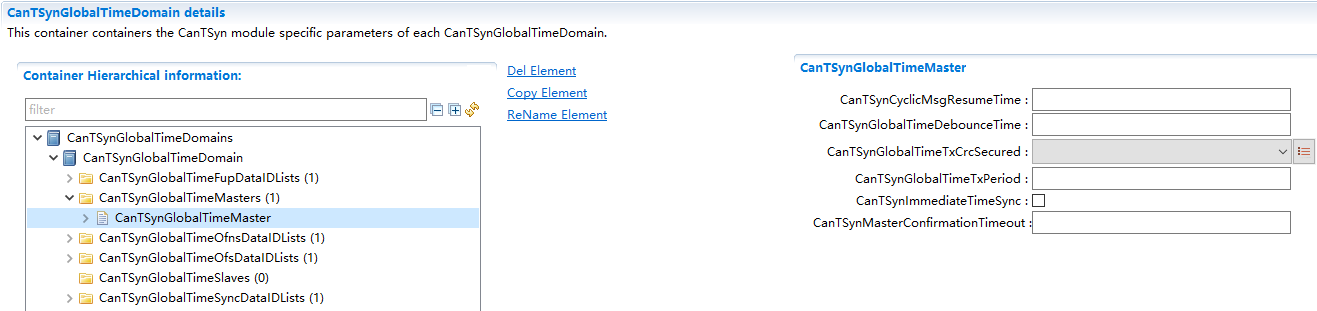 CanTSynGlobalTimeDomain details
This container containers the CanTSyn module specific parameters of each CanTSynGlobalTimeDomain.
Container Hierarchical information:
filter
CanTSynGlobalTimeDomains
CanTSynGlobalTimeDomain
CanTSynGlobalTimeFupDataIDLists (1)
CanTSynGlobalTimeMasters (1)
CanTSynGlobalTimeMaster
CanTSynGlobalTimeOfnsDataIDLists (1)
CanTSynGlobalTimeOfsDataIDLists (1)
CanTSynGlobalTimeSlaves (0)
CanTSynGlobalTimeSyncDataIDLists (1)
Del Element
Copy Element
ReName Element
CanTSynGlobalTimeMaster
CanTSynCyclicMsgResumeTime :
CanTSynGlobalTimeDebounceTime :
CanTSynGlobalTimeTxCrcSecured :
CanTSynGlobalTimeTxPeriod :
CanTSynImmediateTimeSync :
CanTSynMasterConfirmationTimeout :